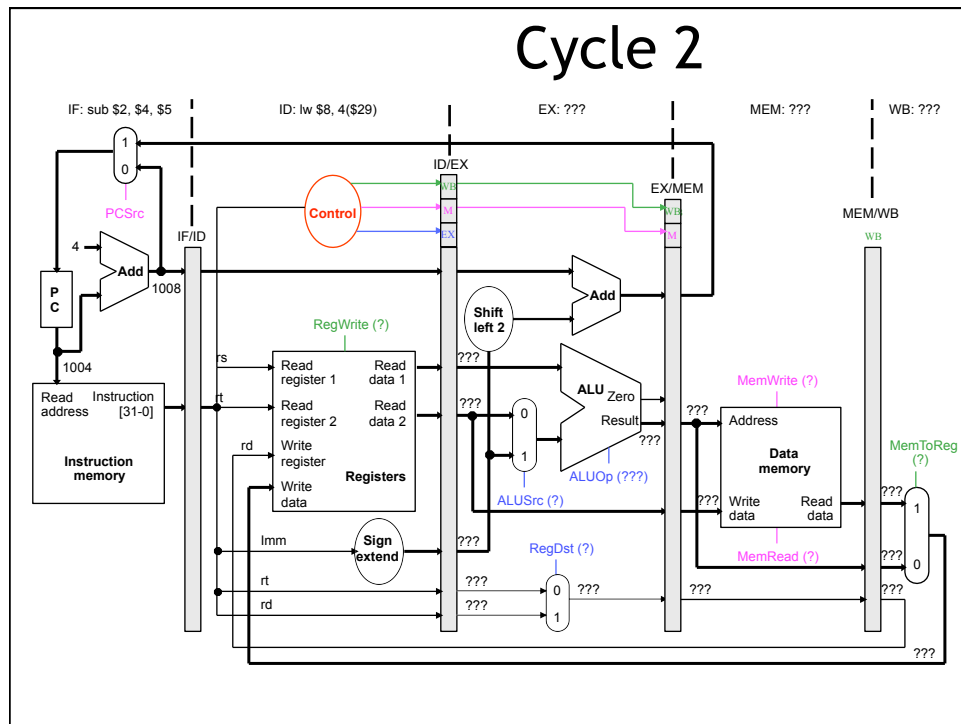 Cycle 2
IF: sub $2, $4, $5
ID: lw $8, 4($29)
EX: ???
MEM: ???
WB: ???
1
0
PCSrc
ID/EX
WB
M
EX
Control
EX/MEM
WB
M
MEM/WB
WB
IF/ID
4
Add
P
C
1008
1004
Add
Shift
left 2
RegWrite (?)
rs
rt
rd
Read
address
Instruction
[31-0]
Instruction
memory
Read
register 1
Read
data 1
Read
register 2
Read
data 2
Write
register
Write
data
Registers
???
???
0
1
ALUSrc (?)
ALU
Zero
Result
???
ALUOp (???)
???
MemWrite (?)
Address
Data
memory
???
Write
data
Read
data
MemRead (?)
MemToReg
(?)
???
1
0
???
Imm
Sign
extend
???
RegDst (?)
rt
???
0
???
???
rd
???
1
???